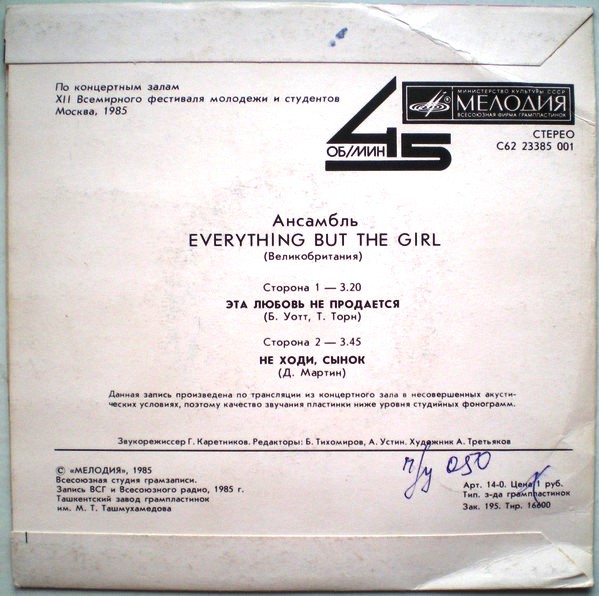 По концертным залам
XII Всемирного фестиваля молодежи и студентов
Москва, 1985
45
ОБ/МИН
МИНИСТЕРСТВО КУЛЬТУРЫ СССР
МЕЛОДИЯ
ВСЕСОЮЗНАЯ ФИРМА ГРАМПЛАСТИНОК
СТЕРЕО
С62 23385 001
Ансамбль
EVERYTHING BUT THE GIRL
(Великобритания)
Сторона 1 — 3.20
ЭТА ЛЮБОВЬ НЕ ПРОДАЕТСЯ
(Б. Уотт, Т. Торн)
Сторона 2 — 3.45
НЕ ХОДИ, СЫНОК
(Д. Мартин)
Данная запись произведена по трансляции из концертного зала в несовершенных акусти-
ческих условиях, поэтому качество звучания пластинки ниже уровня студийных фонограмм.
Звукорежиссер Г. Каретников. Редакторы: Б. Тихомиров, А. Устин. Художник А. Третьяков
п/у 050
© «МЕЛОДИЯ», 1985
Всесоюзная студия грамзаписи.
Запись ВСГ и Всесоюзного радио, 1985 г.
Ташкентский завод грампластинок
им. М. Т. Ташмухамедова
Арт. 14-0. Цена 1 руб.
Тип. з-да грампластинок
Зак. 195. Тир. 16600